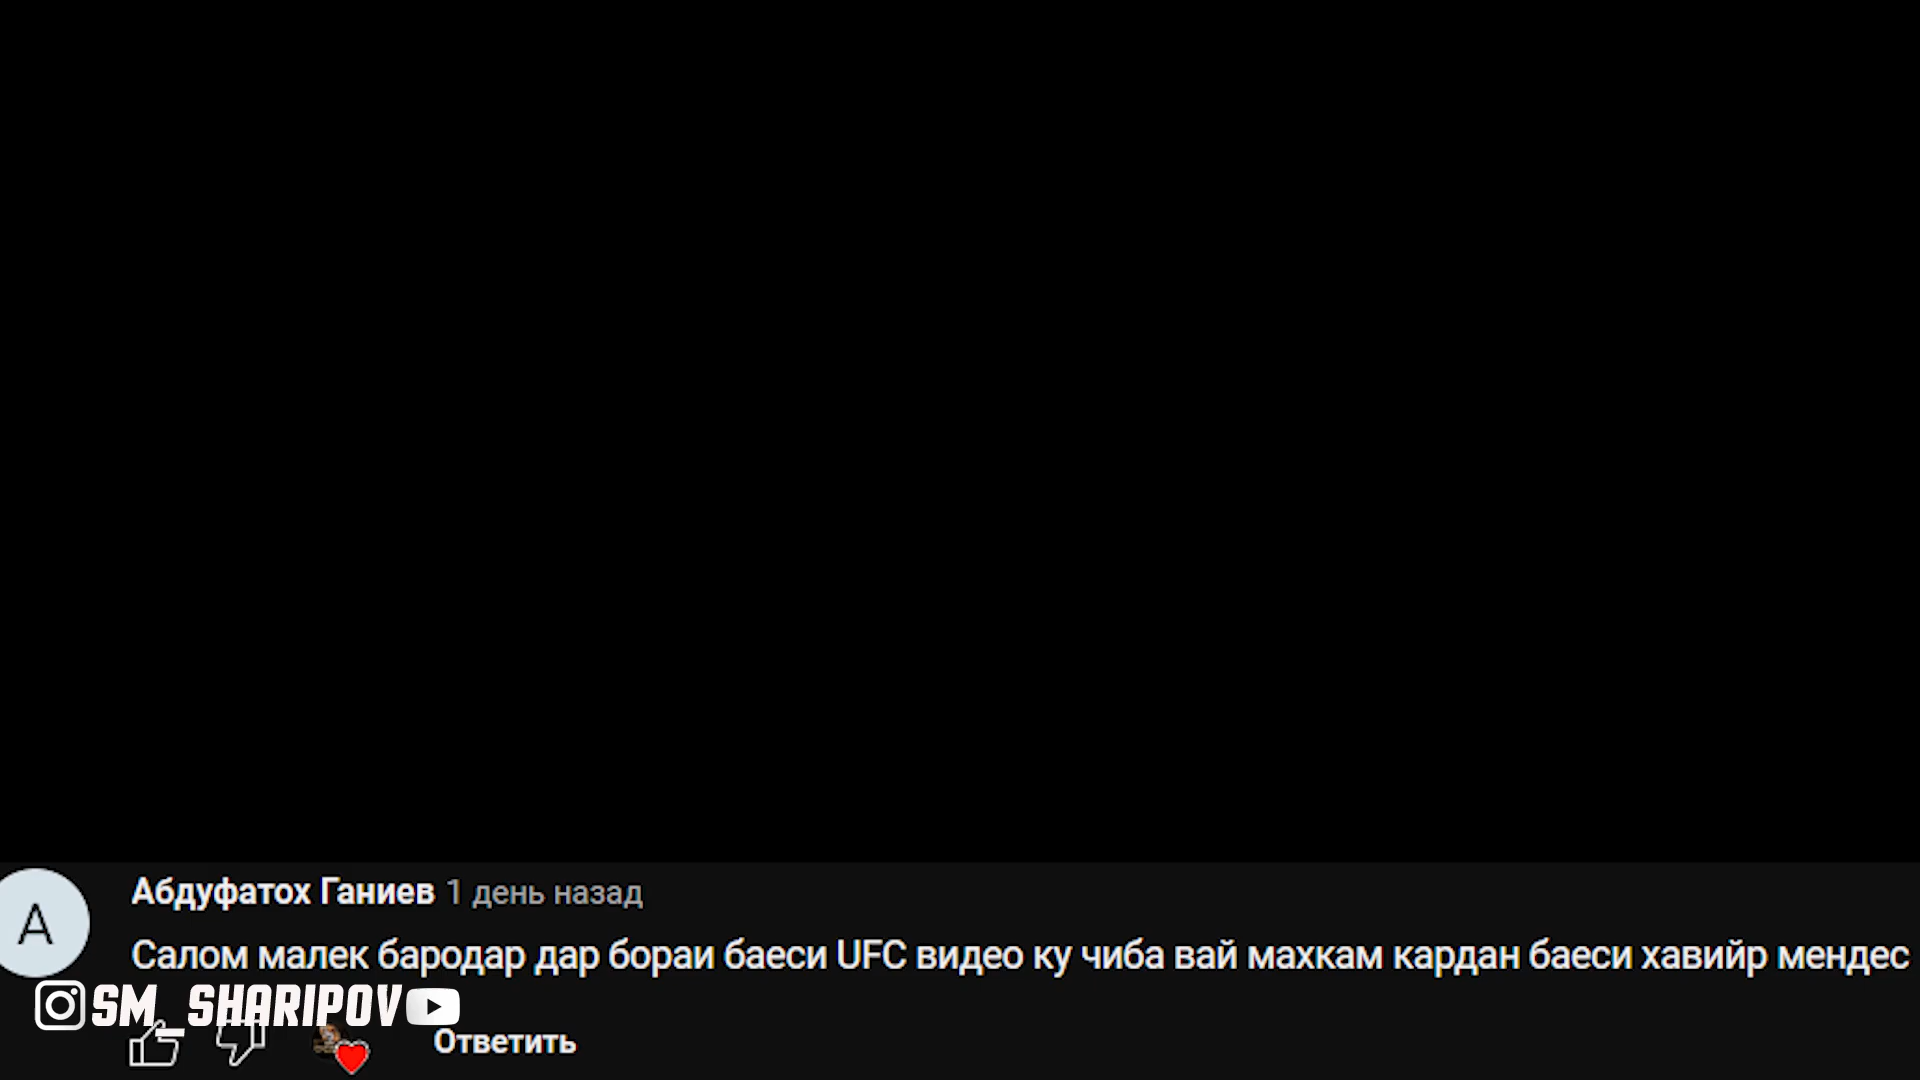 А
Абдуфатох Ганиев 1 день назад
Салом малек бародар дар бораи баеси UFC видео ку чиба вай махкам кардан баеси хавийр мендес
SM_SHARIPOV
Ответить